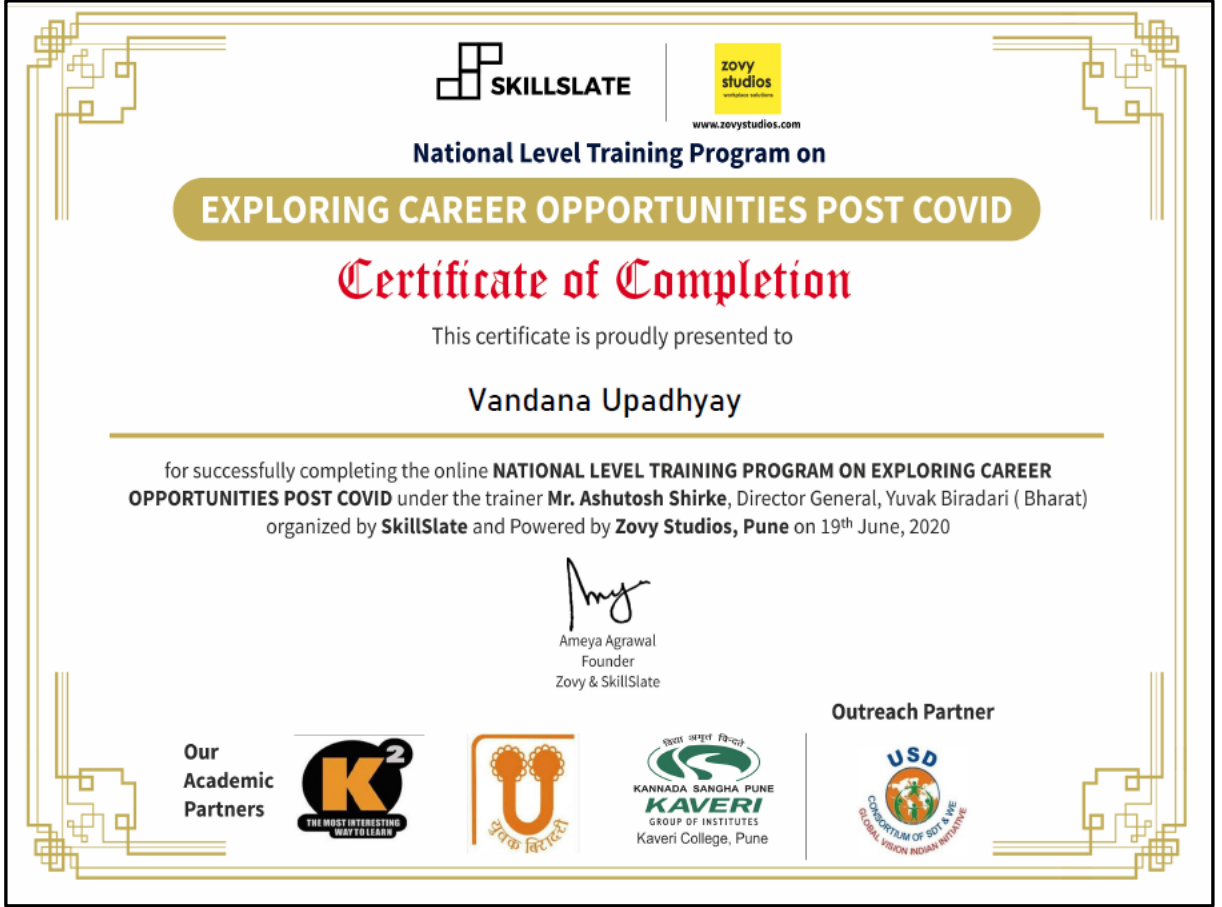 SKILLSLATE
zovy
studios
workplace solutions
www.zovystudios.com
National Level Training Program on
EXPLORING CAREER OPPORTUNITIES POST COVID
Certificate of Completion
This certificate is proudly presented to
Vandana Upadhyay
for successfully completing the online NATIONAL LEVEL TRAINING PROGRAM ON EXPLORING CAREER
OPPORTUNITIES POST COVID under the trainer Mr. Ashutosh Shirke, Director General, Yuvak Biradari ( Bharat)
organized by SkillSlate and Powered by Zovy Studios, Pune on 19th June, 2020
Ameya Agrawal
Founder
Zovy & SkillSlate
Our
Academic
Partners
K2
THE MOST INTERESTING
WAY TO LEARN
युवक बिरादरी
विद्या अमृतं विन्दते
KANNADA SANGHA PUNE
KAVERI
GROUP OF INSTITUTES
Kaveri College, Pune
Outreach Partner
USD
CONSORTIUM OF SDT & WE
GLOBAL VISION INDIAN INITIATIVE